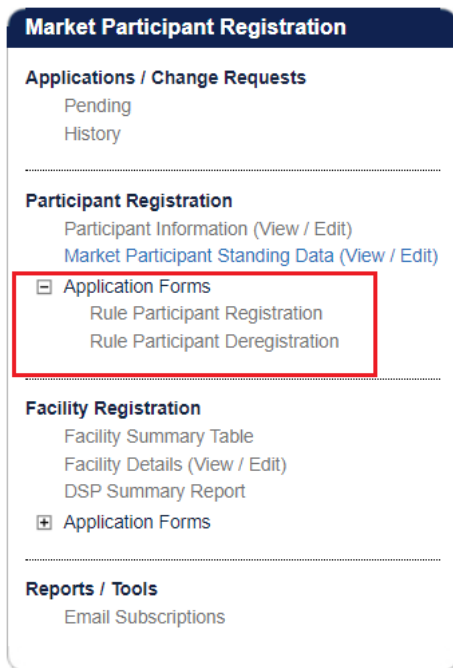 Market Participant Registration
Applications / Change Requests
Pending
History
Participant Registration
Participant Information (View / Edit)
Market Participant Standing Data (View / Edit)
Application Forms
Rule Participant Registration
Rule Participant Deregistration
Facility Registration
Facility Summary Table
Facility Details (View / Edit)
DSP Summary Report
Application Forms
Reports / Tools
Email Subscriptions